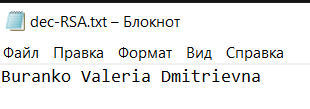 dec-RSA.txt – Блокнот
Файл Правка Формат Вид Справка
Buranko Valeria Dmitrievna